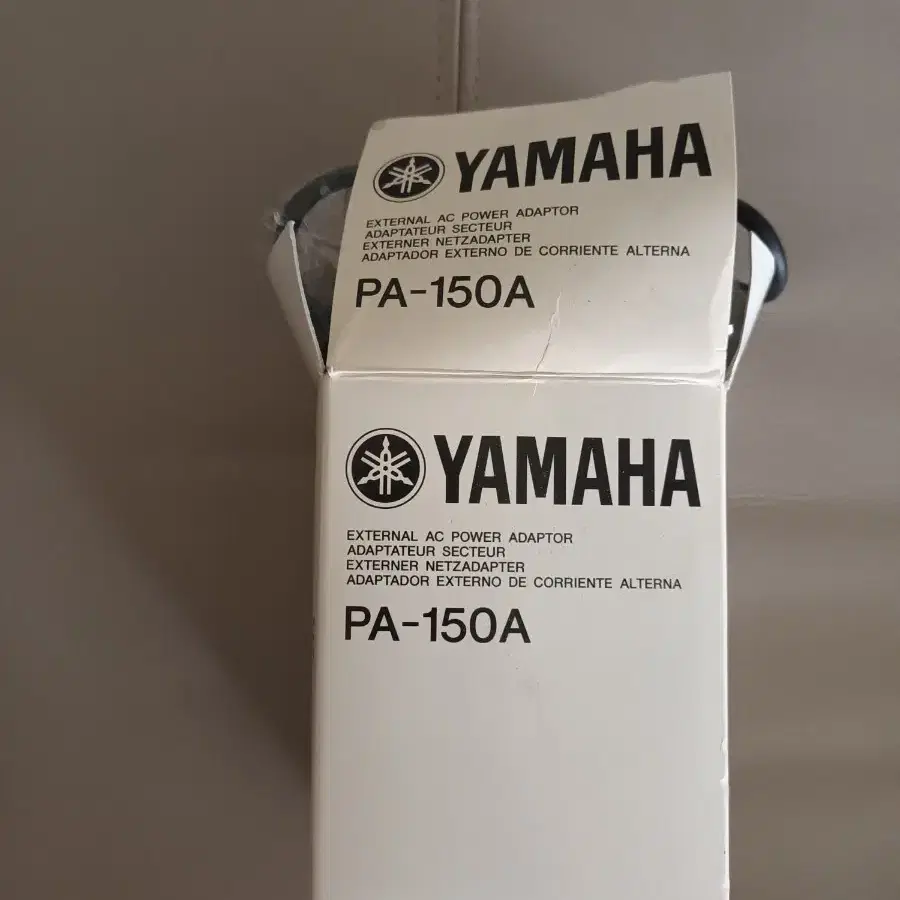 YAMAHA
EXTERNAL AC POWER ADAPTOR
ADAPTATEUR SECTEUR
EXTERNER NETZADAPTER
ADAPTADOR EXTERNO DE CORRIENTE ALTERNA
PA-150A
YAMAHA
EXTERNAL AC POWER ADAPTOR
ADAPTATEUR SECTEUR
EXTERNER NETZADAPTER
ADAPTADOR EXTERNO DE CORRIENTE ALTERNA
PA-150A